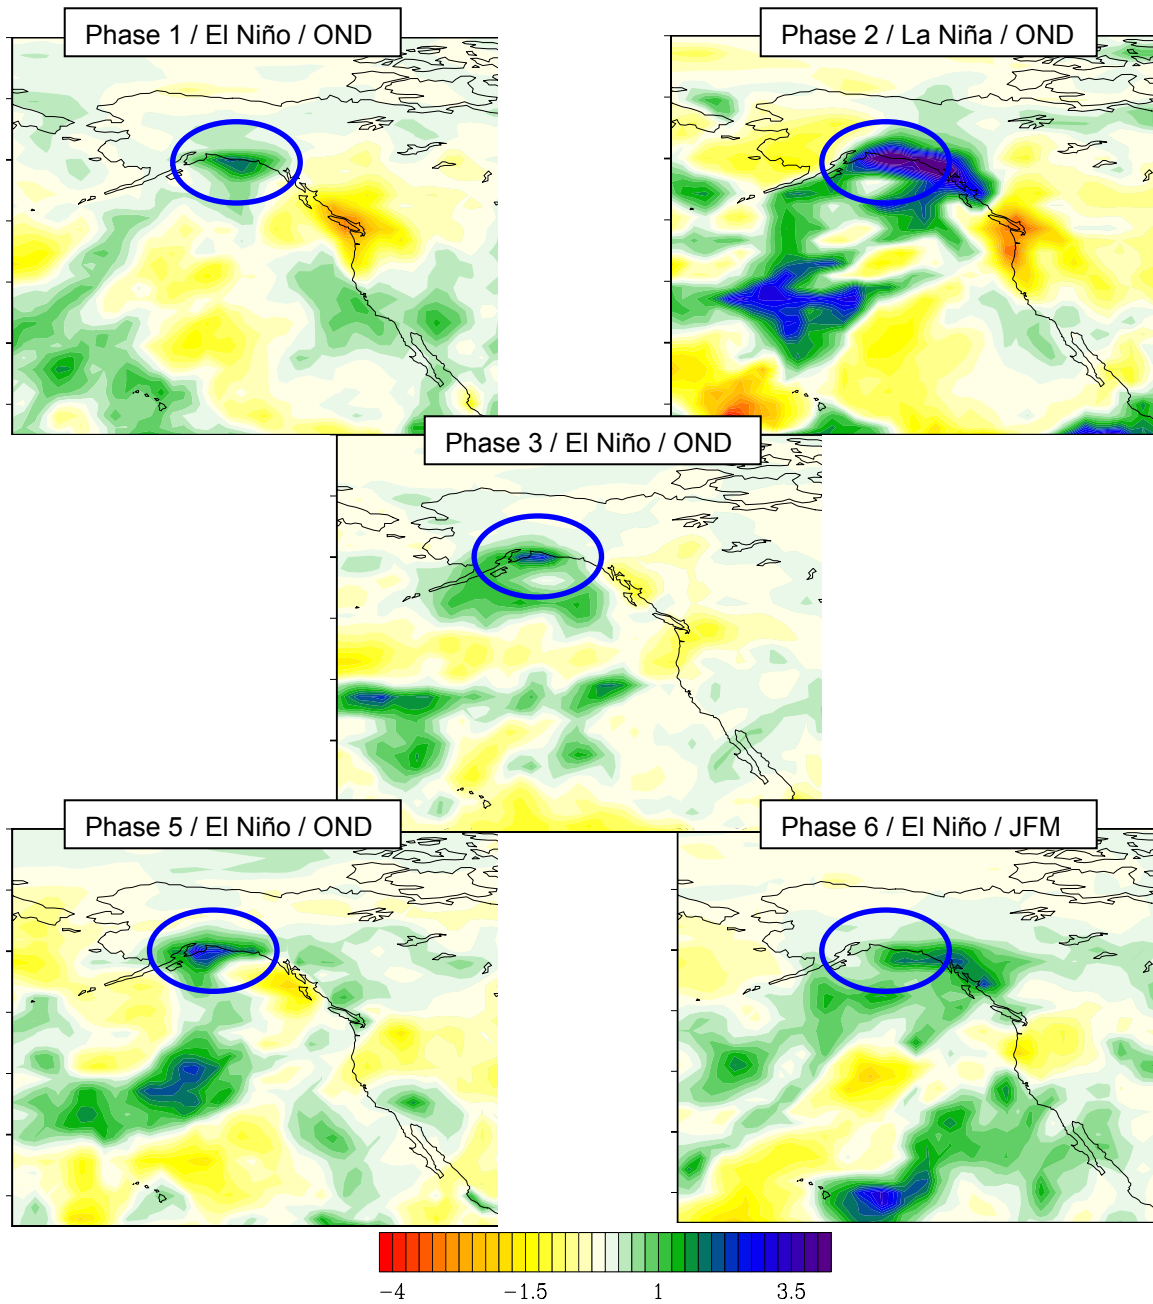 Phase 1 / El Niño / OND
Phase 2 / La Niña / OND
Phase 3 / El Niño / OND
Phase 5 / El Niño / OND
Phase 6 / El Niño / JFM
−4 −1.5 1 3.5